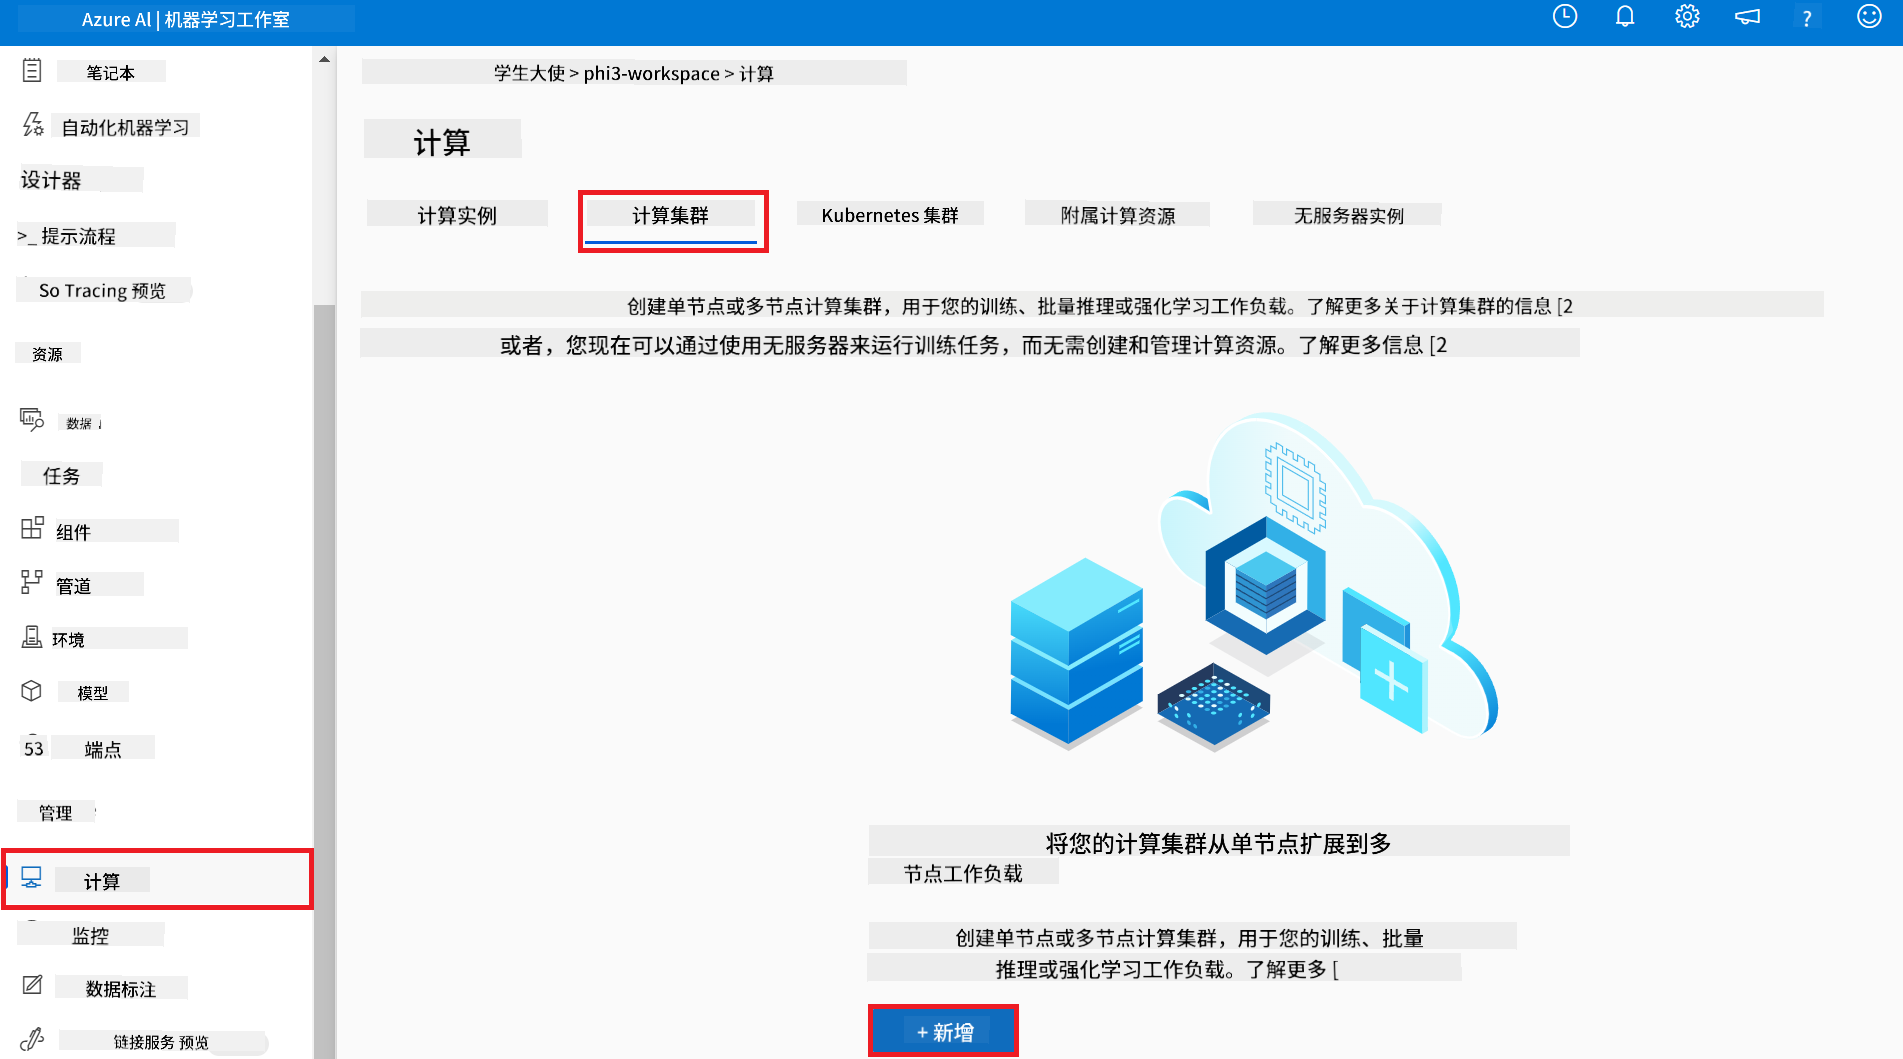 Azure Al | 机器学习工作室
笔记本
自动化机器学习
设计器
>_ 提示流程
So Tracing 预览
资源
数据
任务
组件
管道
环境
模型
53 端点
管理
计算
监控
数据标注
链接服务 预览
学生大使 > phi3-workspace > 计算
计算
计算实例
计算集群
Kubernetes 集群
附属计算资源
无服务器实例
创建单节点或多节点计算集群，用于您的训练、批量推理或强化学习工作负载。了解更多关于计算集群的信息 [2
或者，您现在可以通过使用无服务器来运行训练任务，而无需创建和管理计算资源。了解更多信息 [2
将您的计算集群从单节点扩展到多
节点工作负载
创建单节点或多节点计算集群，用于您的训练、批量
推理或强化学习工作负载。了解更多 [
+ 新增